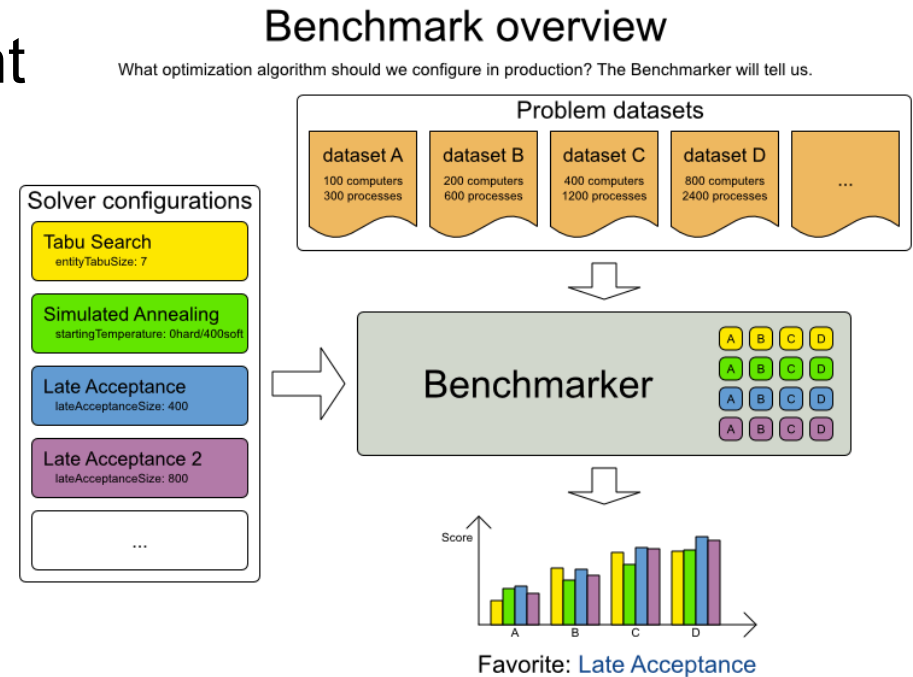 Benchmark overview
nt
What optimization algorithm should we configure in production? The Benchmarker will tell us.
Problem datasets
dataset A
100 computers
300 processes
dataset B
200 computers
600 processes
dataset C
400 computers
1200 processes
dataset D
800 computers
2400 processes
...
Solver configurations
Tabu Search
entityTabuSize: 7
Simulated Annealing
startingTemperature: 0hard/400soft
Late Acceptance
lateAcceptanceSize: 400
Late Acceptance 2
lateAcceptanceSize: 800
...
Benchmarker
A B C D
A B C D
A B C D
A B C D
Score
A B C D
Favorite: Late Acceptance